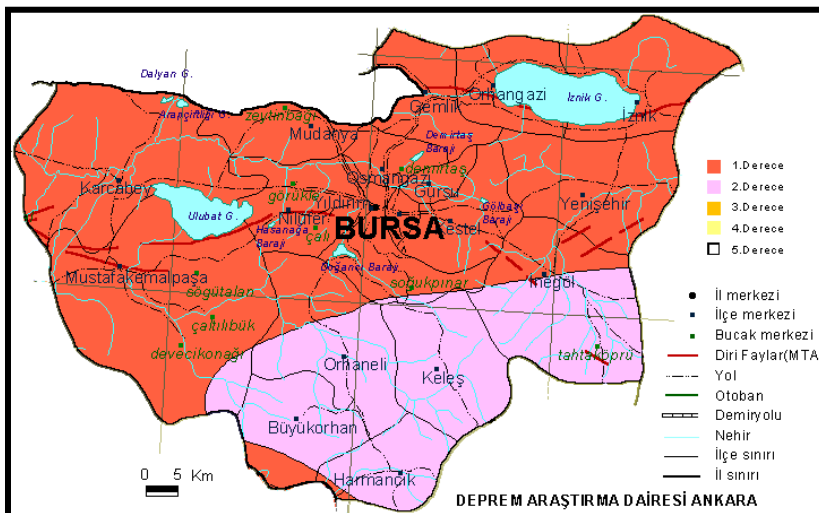 Dalyan G.
Arapçiftliği G.
zeytinbağı
Mudanya
Gemlik
Orhangazi
İznik G.
İznik
Demirtaş
Barajı
Osmangazi
demirtaş
Gürsu
Karcabey
görükle
Yıldırım
Yenişehir
Ulubat G.
Nilüfer
BURSA
Gölbaşı
Barajı
Kestel
Hasanağa
Barajı
çalı
Doğancı Barajı
Mustafakemalpaşa
söğütalan
soğukpınar
İnegöl
çaltılıbük
devecikonağı
tahtaköprü
Orhaneli
Keleş
Büyükorhan
Harmancık
0 5 Km
1.Derece
2.Derece
3.Derece
4.Derece
5.Derece
İl merkezi
İlçe merkezi
Bucak merkezi
Diri Faylar(MTA
Yol
Otoban
Demiryolu
Nehir
İlçe sınırı
İl sınırı
DEPREM ARAŞTIRMA DAİRESİ ANKARA